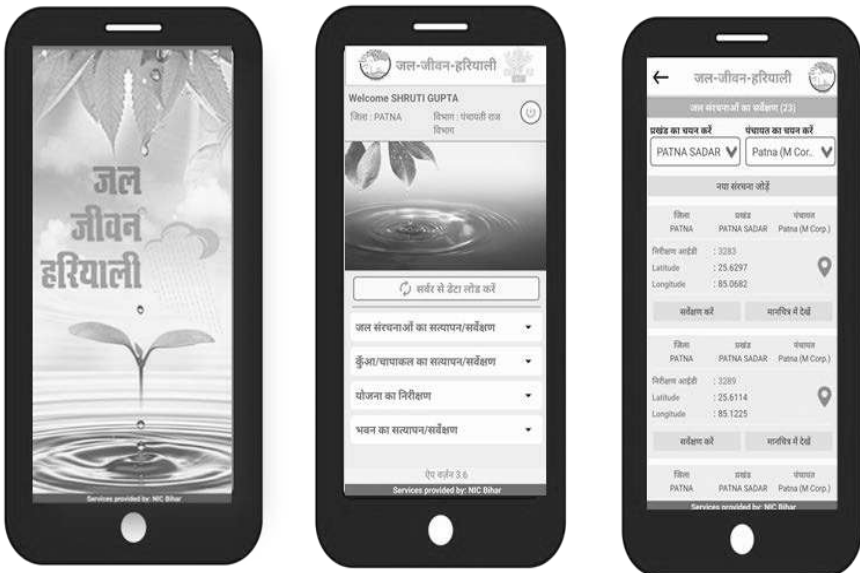 जल
जीवन
हरियाली
Services provided by: NIC Bihar
जल-जीवन-हरियाली
Welcome SHRUTI GUPTA
जिला : PATNA विभाग : पंचायती राज
विभाग
सर्वर से डेटा लोड करें
जल संरचनाओं का सत्यापन/सर्वेक्षण
कुँआ/चापाकल का सत्यापन/सर्वेक्षण
योजना का निरीक्षण
भवन का सत्यापन/सर्वेक्षण
ऐप वर्ज़न 3.6
Services provided by: NIC Bihar
जल-जीवन-हरियाली
जल संरचनाओं का सर्वेक्षण (23)
प्रखंड का चयन करें पंचायत का चयन करें
PATNA SADAR Patna (M Cor..
नया संरचना जोड़ें
जिला प्रखंड पंचायत
PATNA PATNA SADAR Patna (M Corp.)
निरीक्षण आईडी : 3283
Latitude : 25.6297
Longitude : 85.0682
सर्वेक्षण करें मानचित्र में देखें
जिला प्रखंड पंचायत
PATNA PATNA SADAR Patna (M Corp.)
निरीक्षण आईडी : 3289
Latitude : 25.6114
Longitude : 85.1225
सर्वेक्षण करें मानचित्र में देखें
जिला प्रखंड पंचायत
PATNA PATNA SADAR Patna (M Corp.)
Services provided by: NIC Bihar